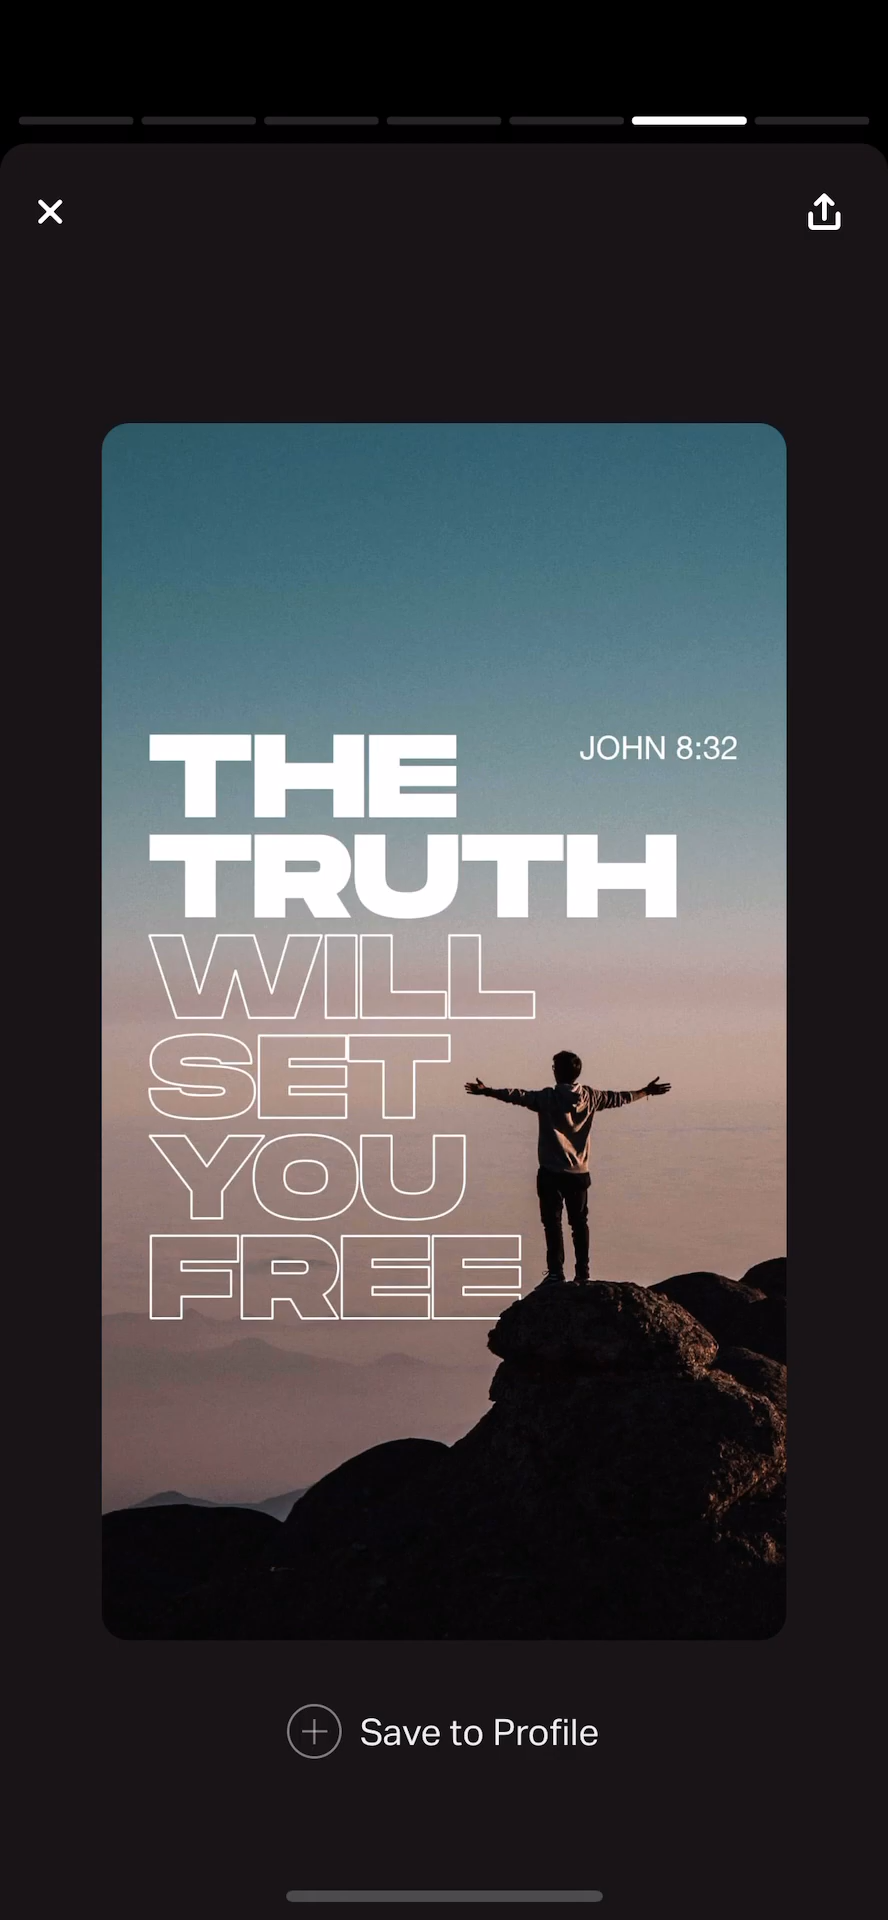 THE
JOHN 8:32
TRUTH
WILL
SET
YOU
FREE
Save to Profile